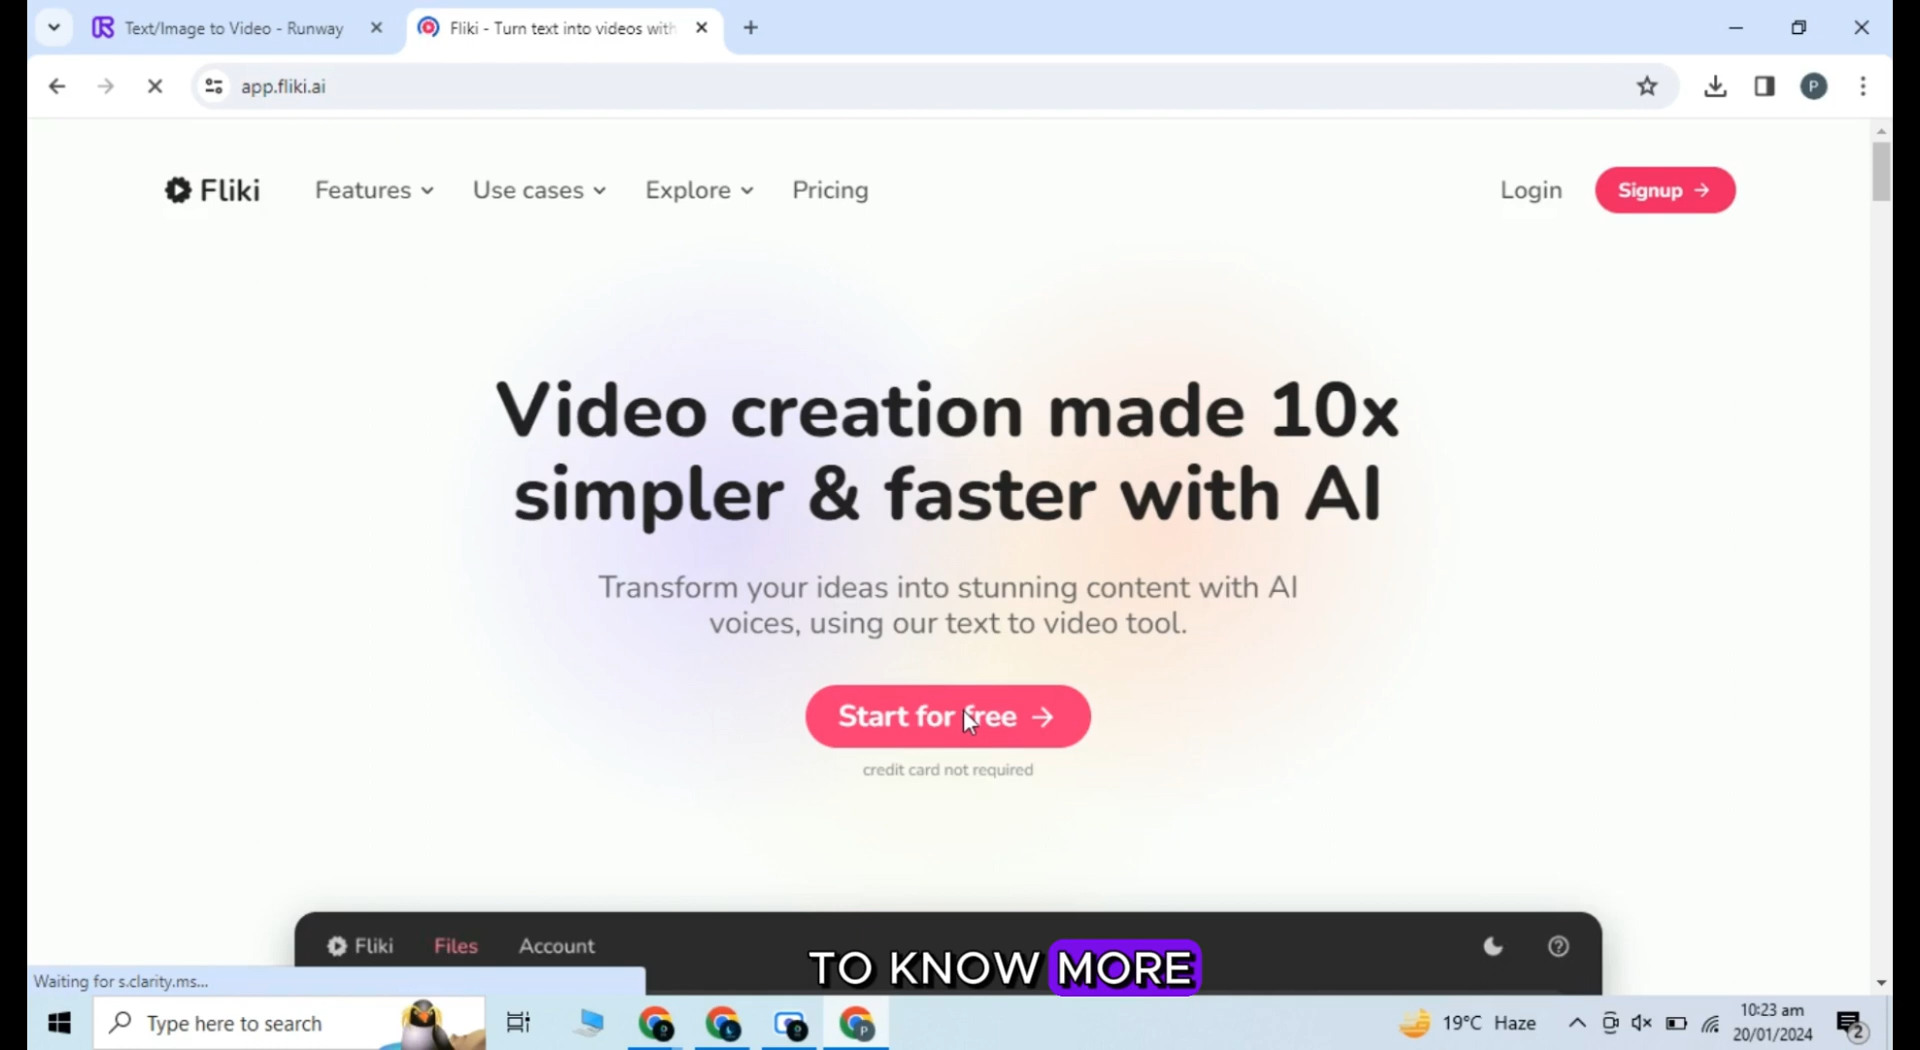 Text/Image to Video - Runway
Fliki - Turn text into videos with
app.fliki.ai
P
Fliki
Features
Use cases
Explore
Pricing
Login
Signup →
Video creation made 10x
simpler & faster with AI
Transform your ideas into stunning content with AI
voices, using our text to video tool.
Start for free →
credit card not required
Fliki
Files
Account
TO KNOW MORE
Waiting for s.clarity.ms...
Type here to search
P
19°C Haze
10:23 am
20/01/2024
2